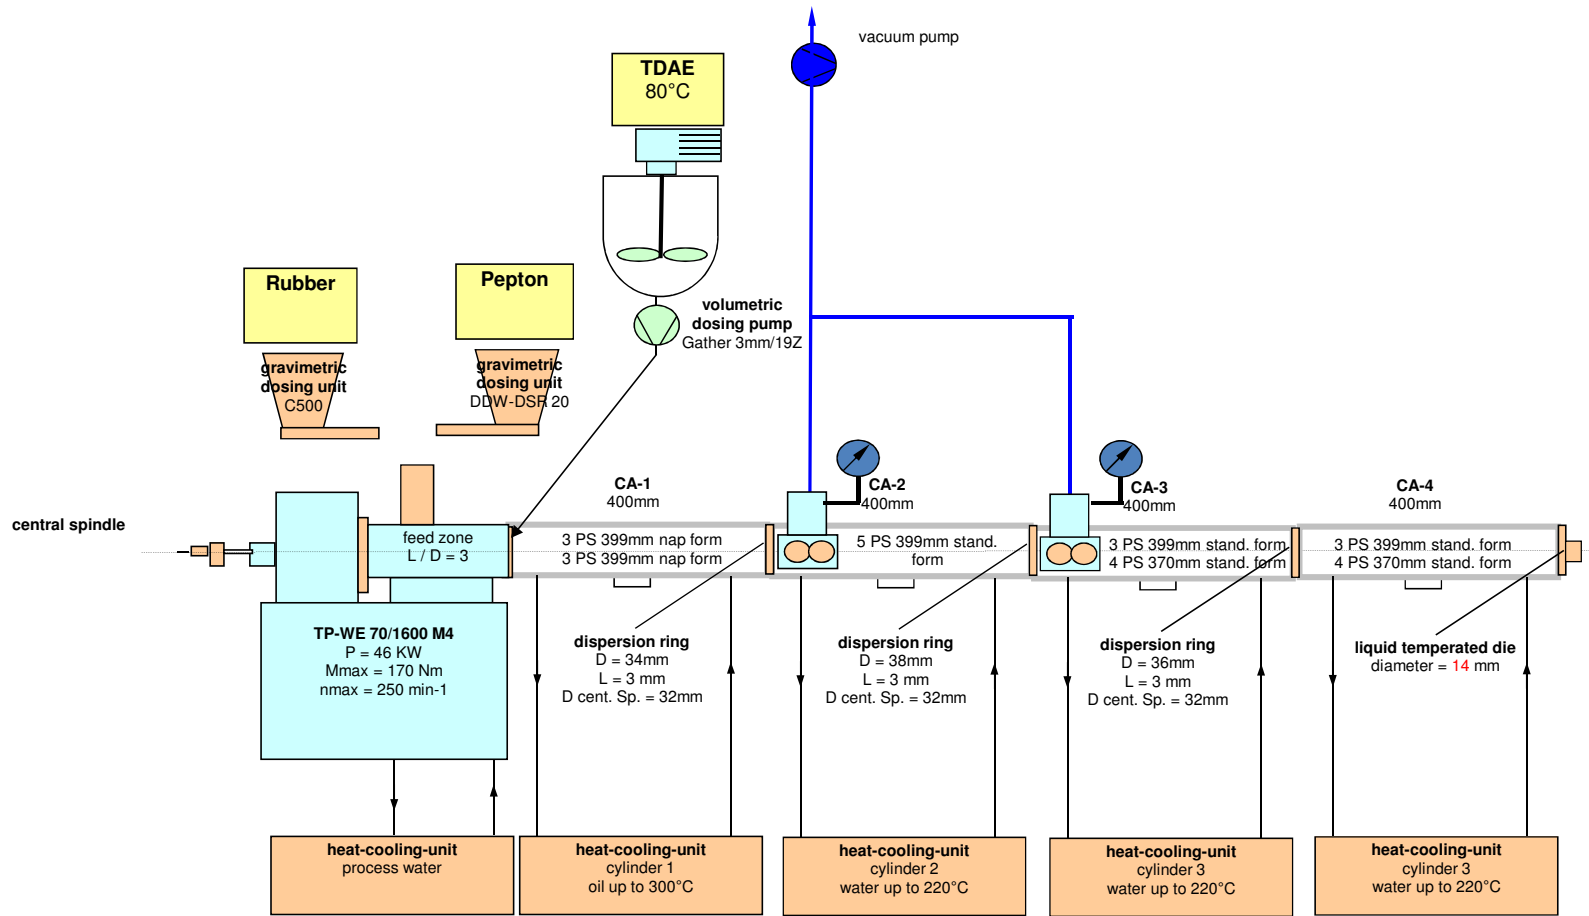 vacuum pump
TDAE
80°C
Rubber
Pepton
volumetric
dosing pump
Gather 3mm/19Z
gravimetric
dosing unit
C500
gravimetric
dosing unit
DDW-DSR 20
CA-1
400mm
CA-2
400mm
CA-3
400mm
CA-4
400mm
central spindle
feed zone
L / D = 3
3 PS 399mm nap form
3 PS 399mm nap form
5 PS 399mm stand.
form
3 PS 399mm stand. form
4 PS 370mm stand. form
3 PS 399mm stand. form
4 PS 370mm stand. form
TP-WE 70/1600 M4
P = 46 KW
Mmax = 170 Nm
nmax = 250 min-1
dispersion ring
D = 34mm
L = 3 mm
D cent. Sp. = 32mm
dispersion ring
D = 38mm
L = 3 mm
D cent. Sp. = 32mm
dispersion ring
D = 36mm
L = 3 mm
D cent. Sp. = 32mm
liquid temperated die
diameter = 14 mm
heat-cooling-unit
process water
heat-cooling-unit
cylinder 1
oil up to 300°C
heat-cooling-unit
cylinder 2
water up to 220°C
heat-cooling-unit
cylinder 3
water up to 220°C
heat-cooling-unit
cylinder 3
water up to 220°C